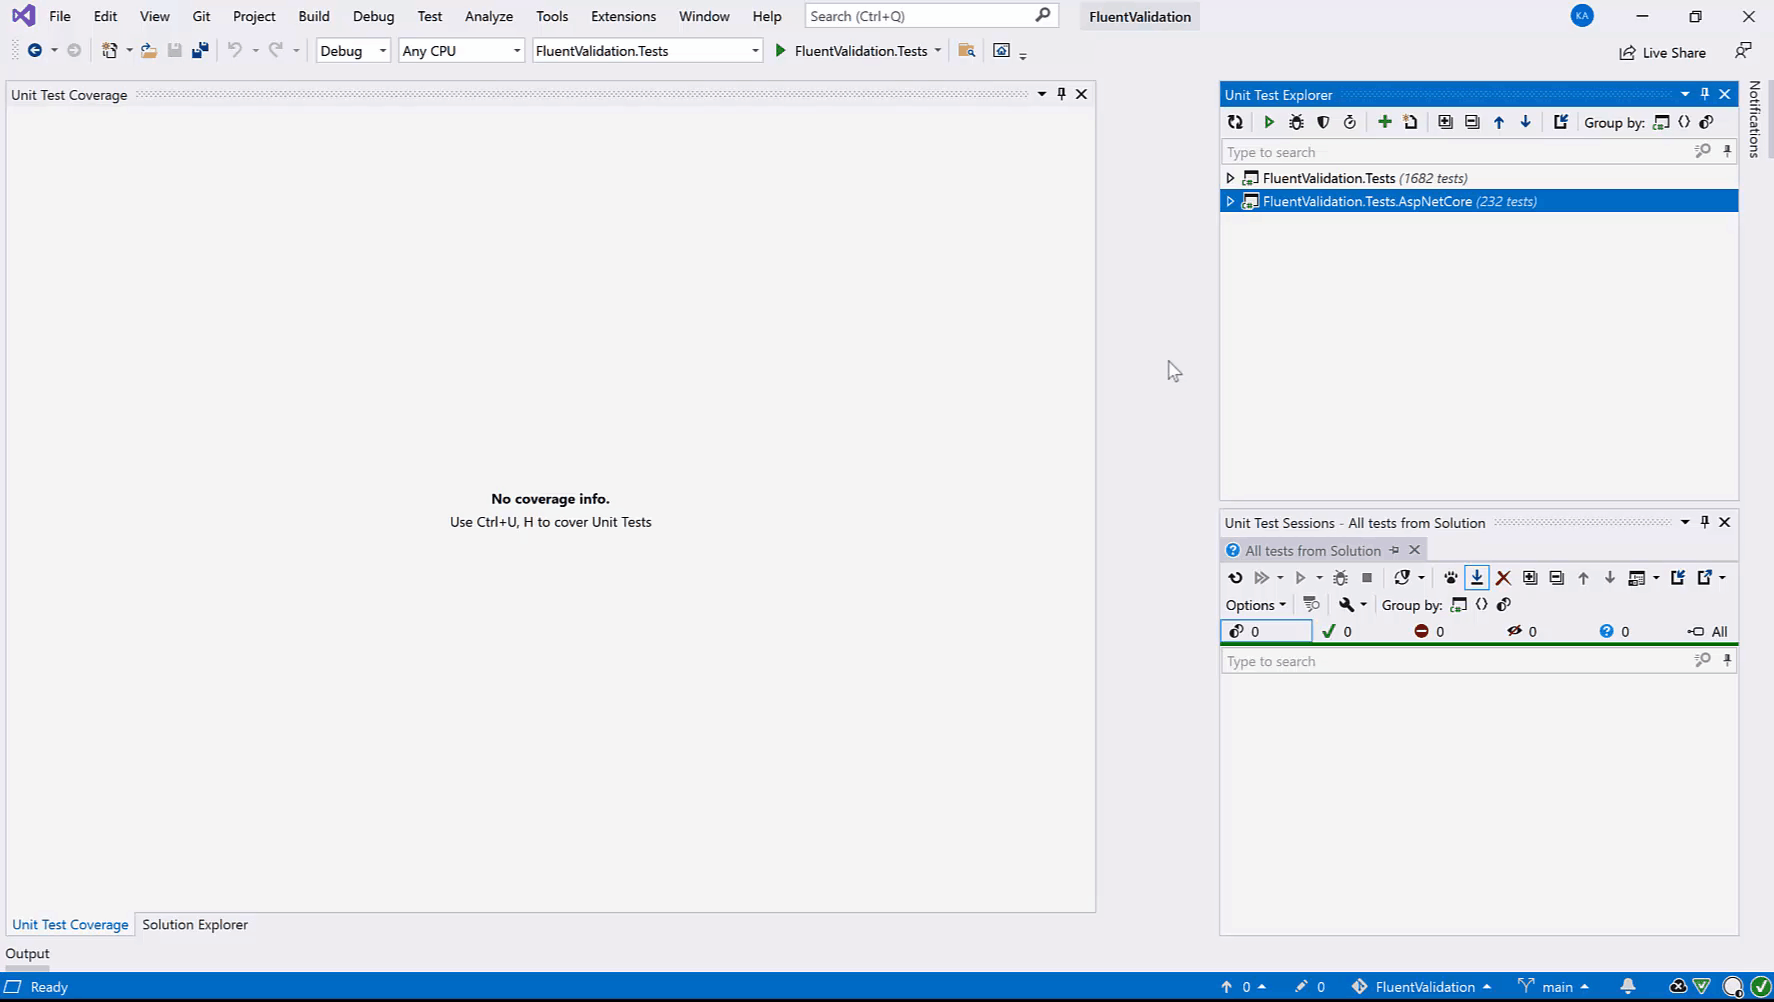 File Edit View Git Project Build Debug Test Analyze Tools Extensions Window Help Search (Ctrl+Q) FluentValidation KA
Debug Any CPU FluentValidation.Tests FluentValidation.Tests Live Share
Unit Test Coverage
No coverage info.
Use Ctrl+U, H to cover Unit Tests
Unit Test Coverage Solution Explorer
Output
Unit Test Explorer
Group by:
Type to search
FluentValidation.Tests (1682 tests)
FluentValidation.Tests.AspNetCore (232 tests)
Unit Test Sessions - All tests from Solution
All tests from Solution
Options Group by:
0 0 0 0 0 All
Type to search
Notifications
Ready 0 0 FluentValidation main